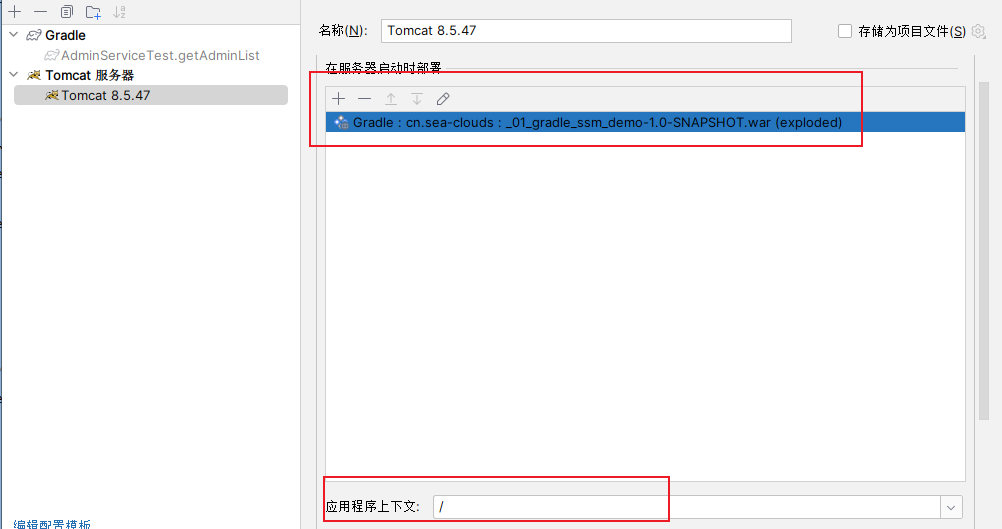 名称(N): Tomcat 8.5.47 存储为项目文件(S)
Gradle
AdminServiceTest.getAdminList
Tomcat 服务器
Tomcat 8.5.47
在服务器启动时部署
Gradle : cn.sea-clouds : _01_gradle_ssm_demo-1.0-SNAPSHOT.war (exploded)
应用程序上下文: /
编辑配置模板